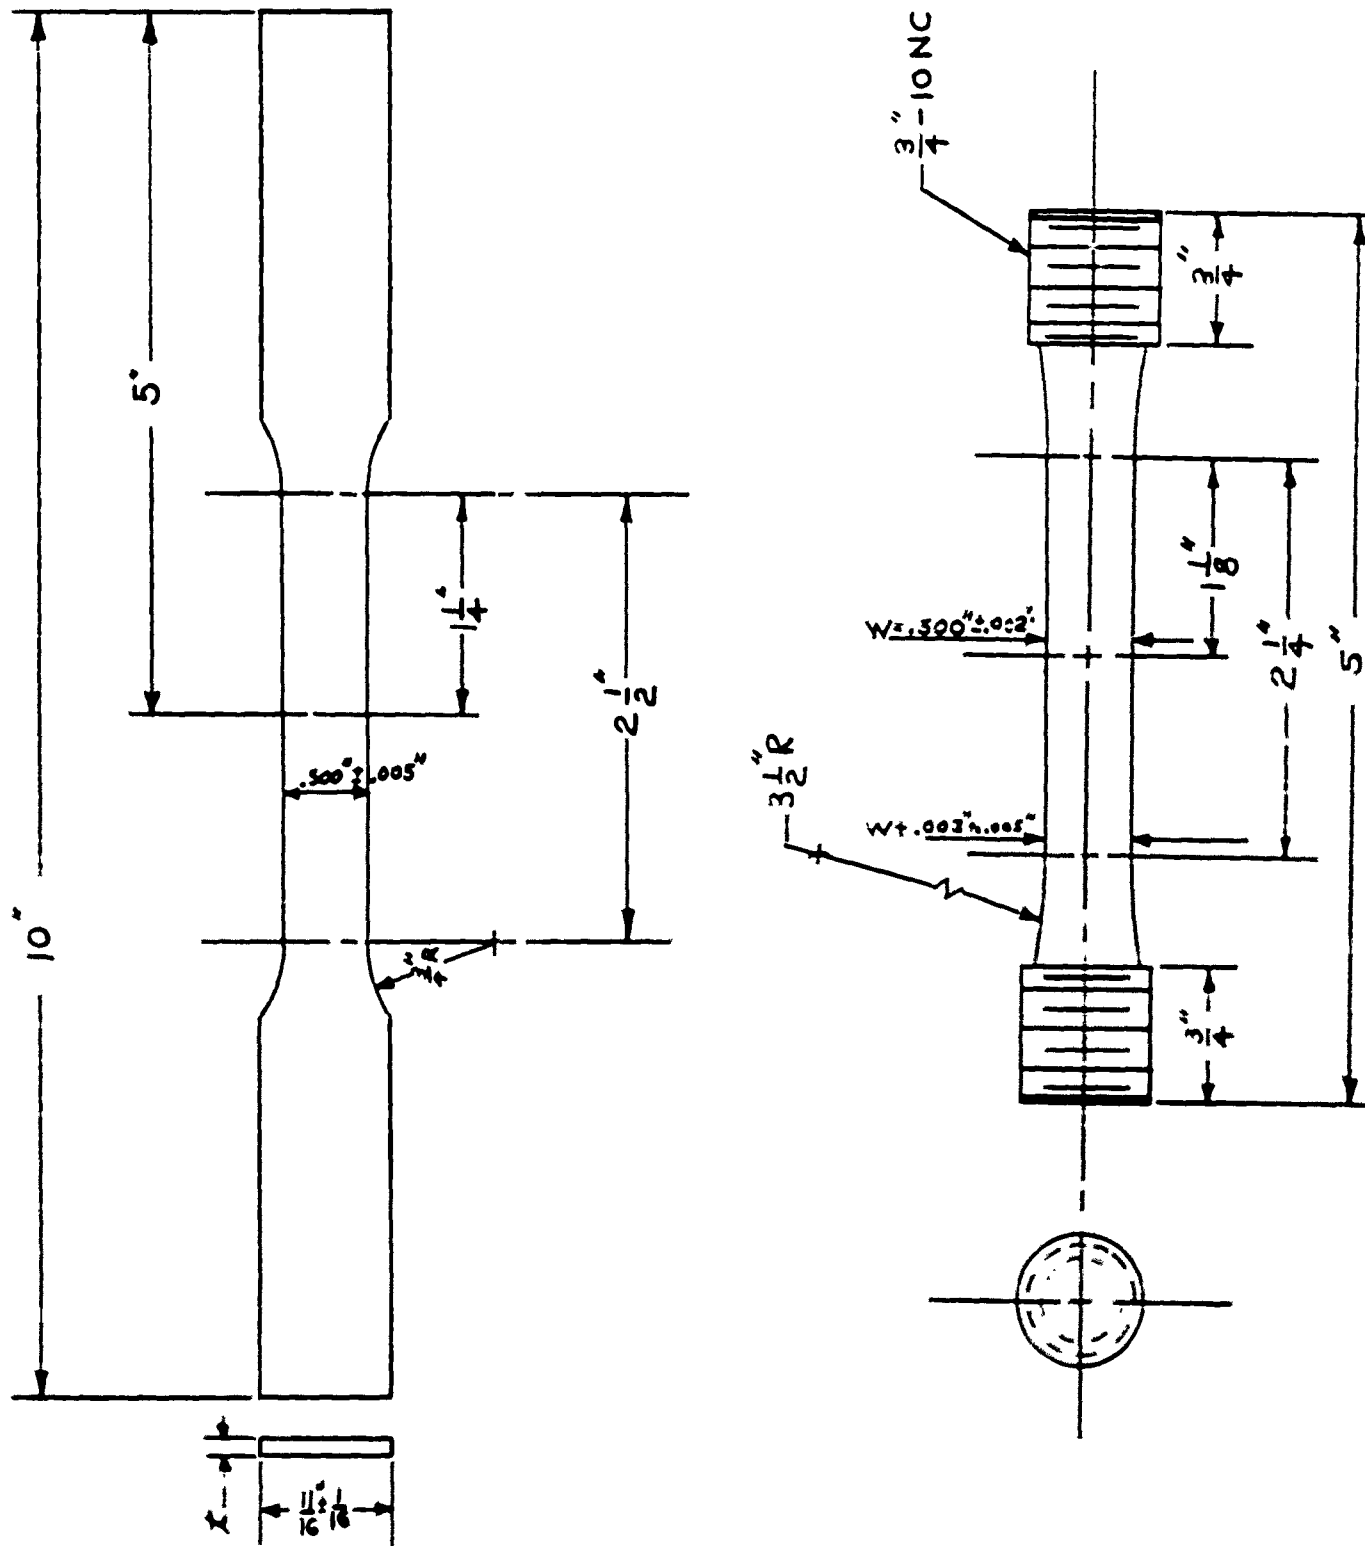 10"
5"
1 1/4"
2 1/2"
.500" ± .005"
3/4" R
11/16" ± 1/16
3/4" - 10 NC
3/4"
1 1/8"
2 1/4"
5"
W = .500" ± .002"
3 1/2" R
W + .003" to .005"
3/4"